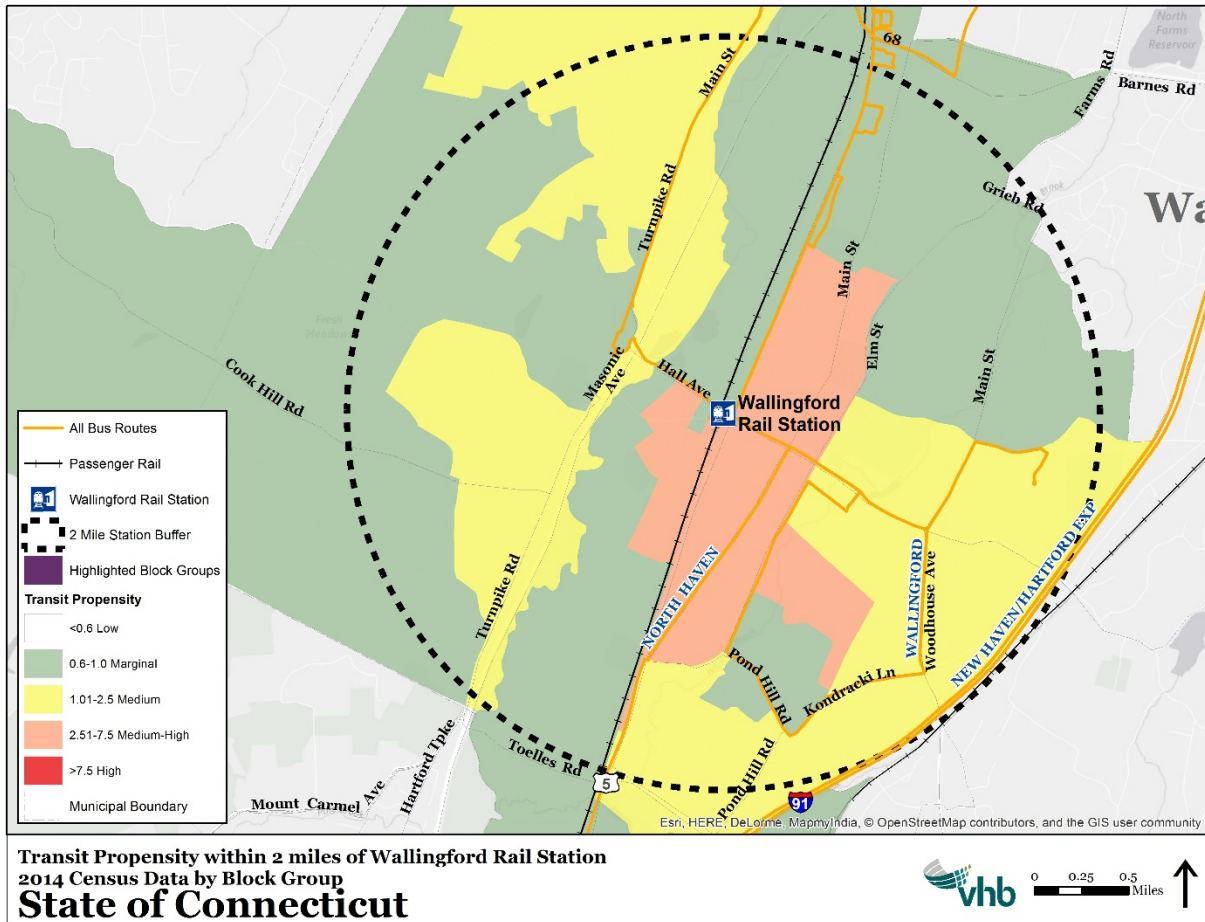 68
North
Farms
Reservoir
Barnes Rd
Farms Rd
Main St
Brook
Grieb Rd
Wa
Turnpike Rd
Main St
Fresh
Meadows
Masonic
Ave
Hall Ave
Elm St
Main St
Wallingford
Rail Station
Cook Hill Rd
NORTH HAVEN
WALLINGFORD
Woodhouse Ave
NEW HAVEN/HARTFORD EXP
Turnpike Rd
Pond Hill Rd
Kondracki Ln
Pond Hill Rd
Toelles Rd
Hartford Tpke
Mount Carmel Ave
5
91
All Bus Routes
Passenger Rail
Wallingford Rail Station
2 Mile Station Buffer
Highlighted Block Groups
Transit Propensity
<0.6 Low
0.6-1.0 Marginal
1.01-2.5 Medium
2.51-7.5 Medium-High
>7.5 High
Municipal Boundary
Esri, HERE, DeLorme, MapmyIndia, © OpenStreetMap contributors, and the GIS user community
Transit Propensity within 2 miles of Wallingford Rail Station
2014 Census Data by Block Group
State of Connecticut
vhb
0 0.25 0.5
Miles